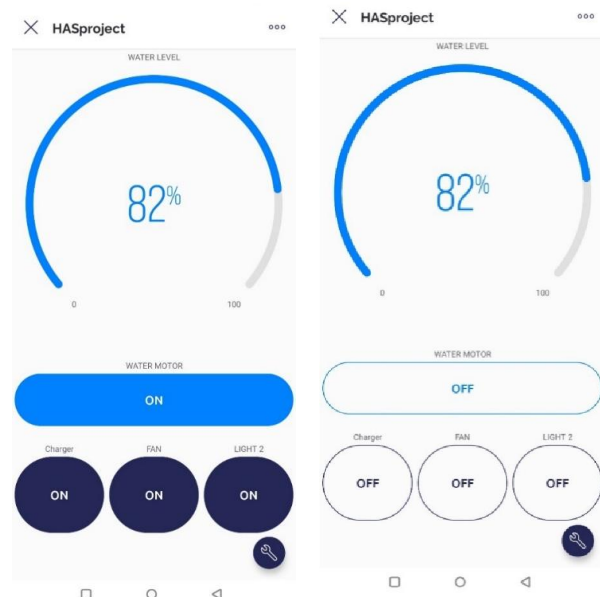 HASproject
WATER LEVEL
82%
0 100
WATER MOTOR
ON
Charger FAN LIGHT 2
ON ON ON
HASproject
WATER LEVEL
82%
0 100
WATER MOTOR
OFF
Charger FAN LIGHT 2
OFF OFF OFF